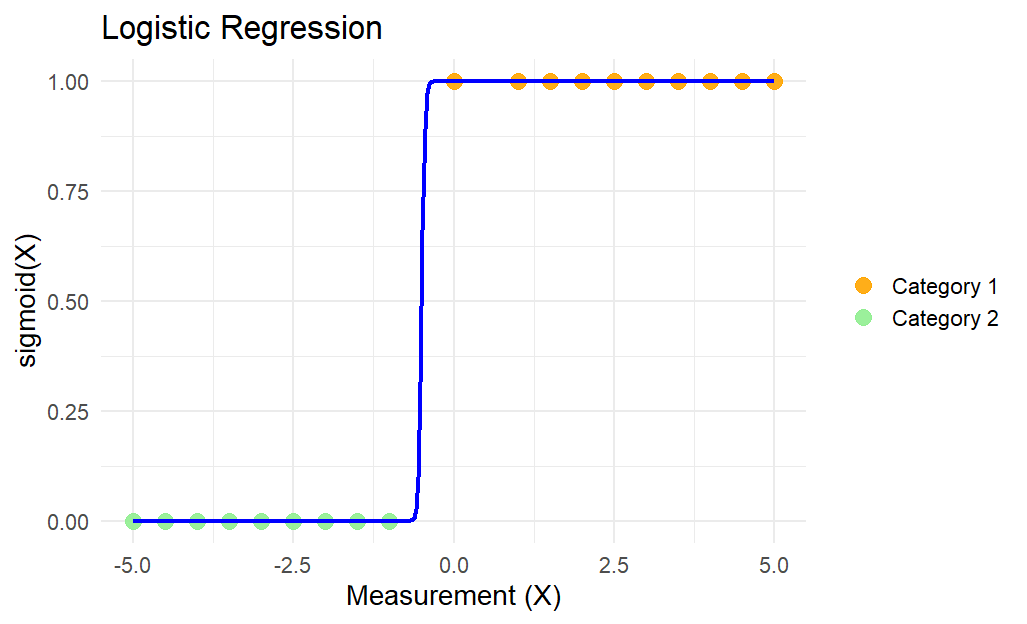 Logistic Regression
1.00
0.75
0.50
0.25
0.00
sigmoid(X)
-5.0 -2.5 0.0 2.5 5.0
Measurement (X)
Category 1
Category 2